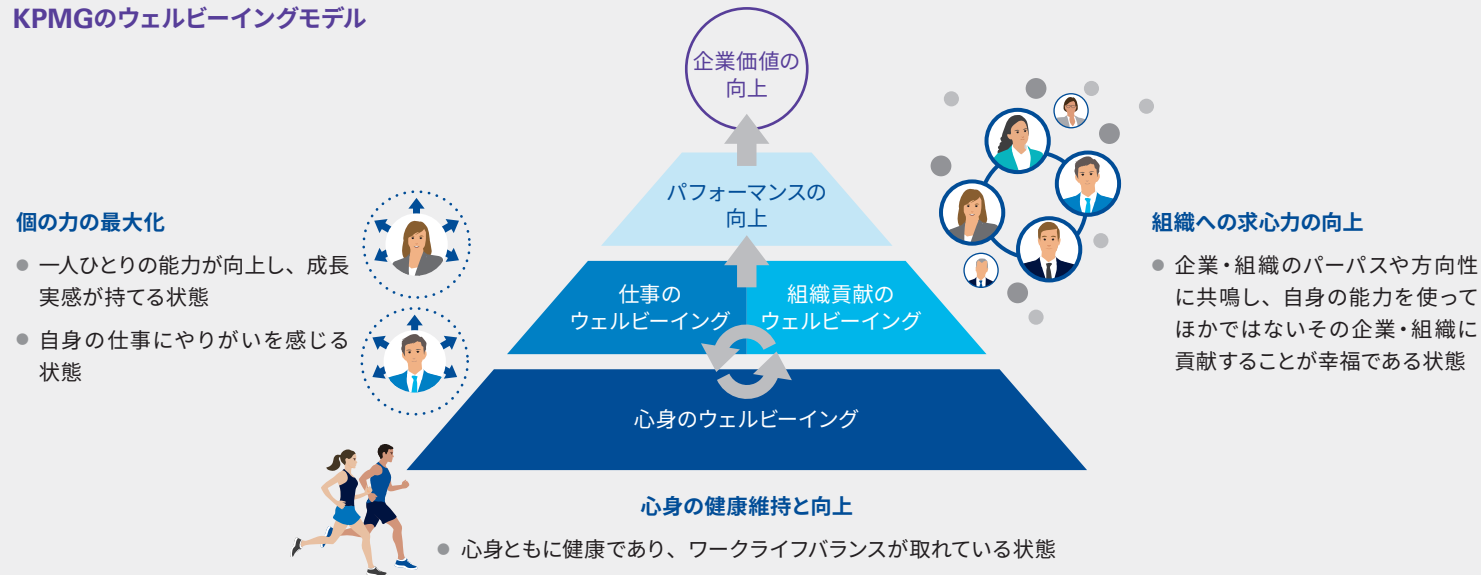 KPMGのウェルビーイングモデル
企業価値の
向上
パフォーマンスの
向上
個の力の最大化
● 一人ひとりの能力が向上し、成長
実感が持てる状態
● 自身の仕事にやりがいを感じる
状態
仕事の
ウェルビーイング
組織貢献の
ウェルビーイング
組織への求心力の向上
● 企業・組織のパーパスや方向性
に共鳴し、自身の能力を使って
ほかではないその企業・組織に
貢献することが幸福である状態
心身のウェルビーイング
心身の健康維持と向上
● 心身ともに健康であり、ワークライフバランスが取れている状態